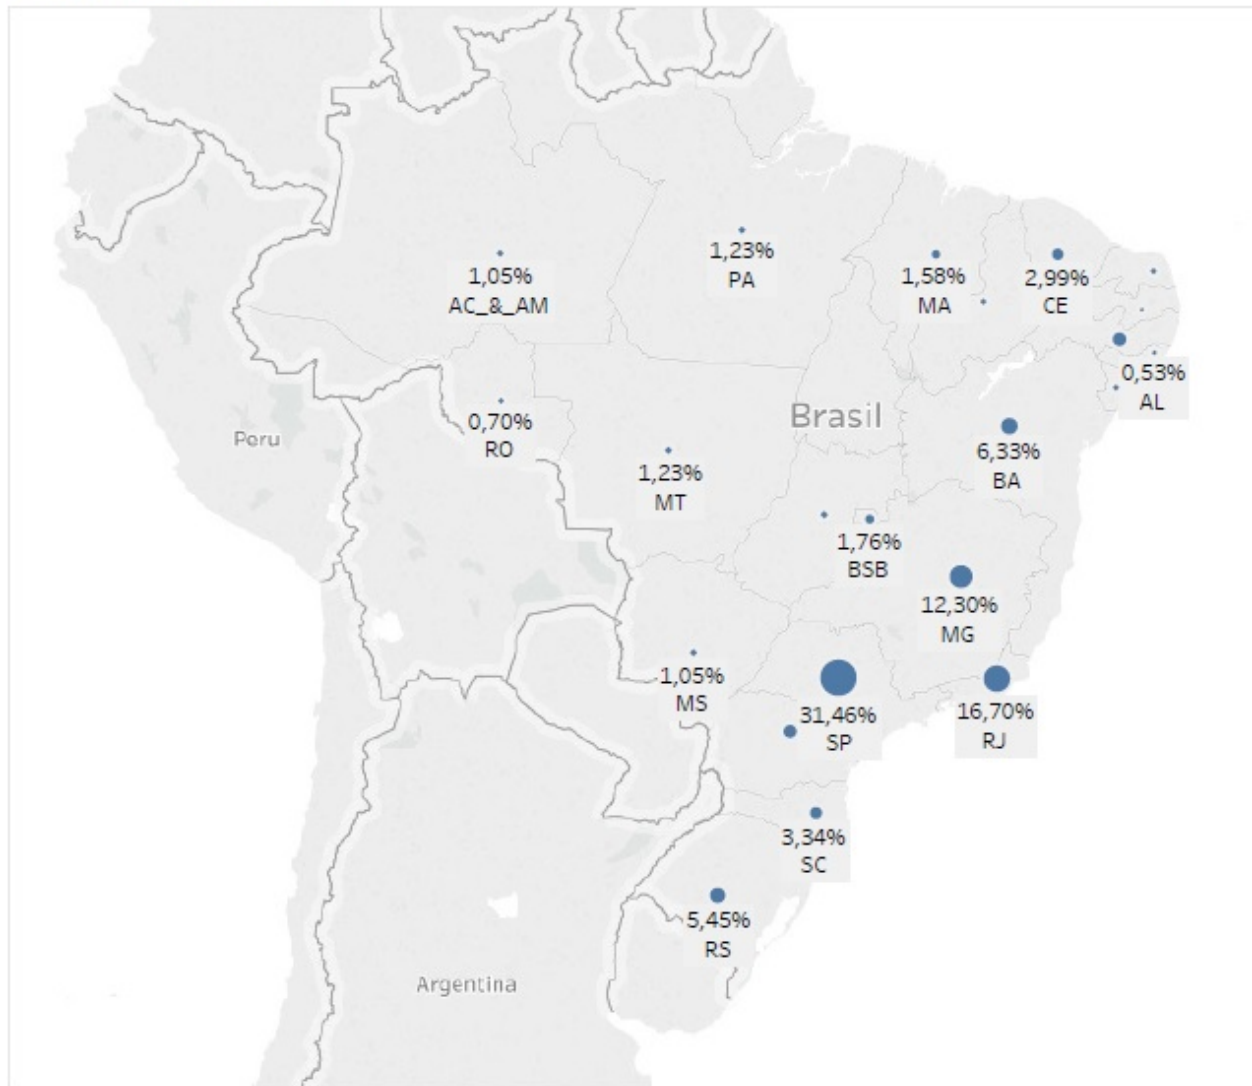 1,23%
PA
1,05%
AC_&_AM
1,58%
MA
2,99%
CE
0,53%
AL
0,70%
RO
Brasil
Peru
6,33%
BA
1,23%
MT
1,76%
BSB
12,30%
MG
1,05%
MS
31,46%
SP
16,70%
RJ
3,34%
SC
5,45%
RS
Argentina